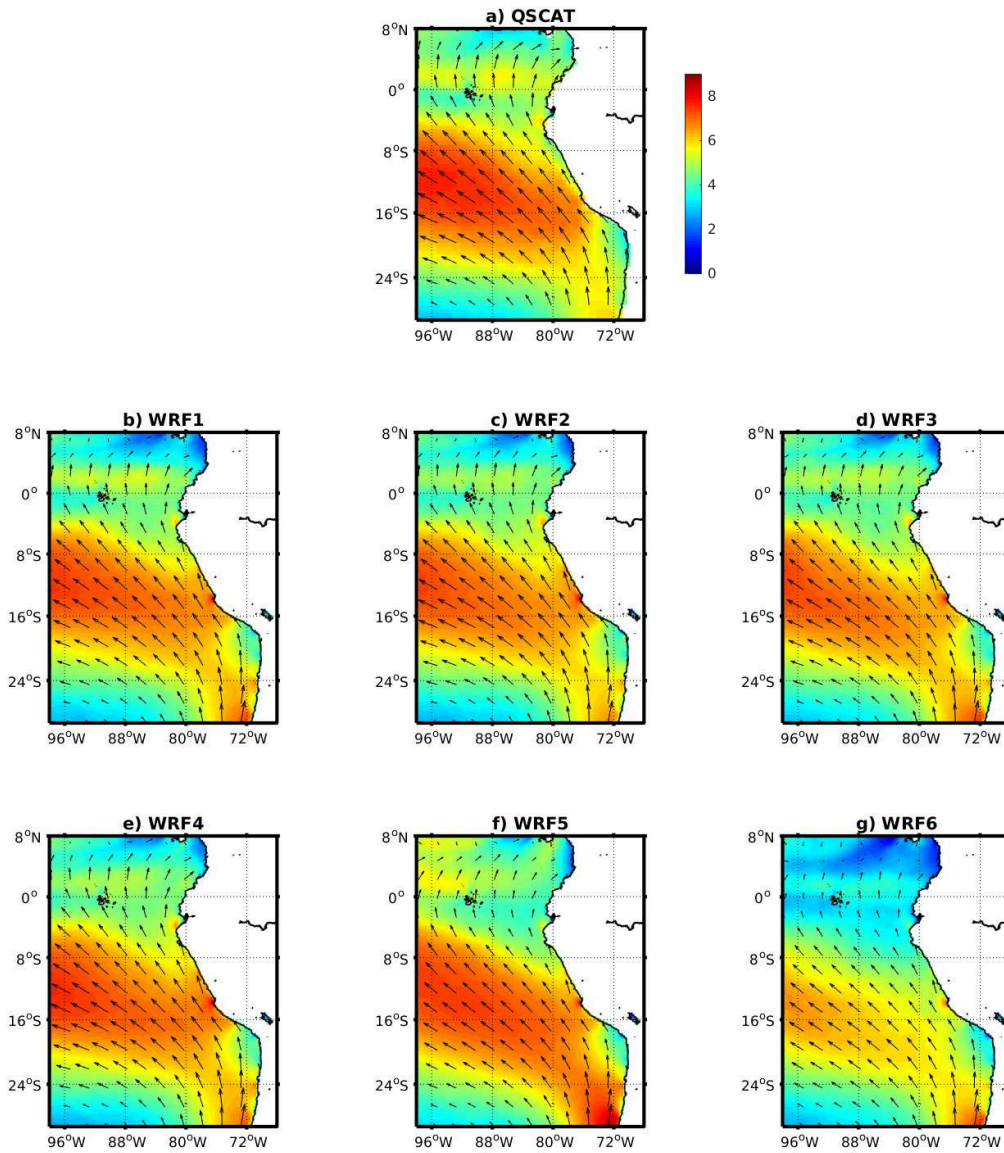 a) QSCAT
8°N
0°
8°S
16°S
24°S
96°W 88°W 80°W 72°W
8
6
4
2
0
b) WRF1
c) WRF2
d) WRF3
8°N 8°N 8°N
0° 0° 0°
8°S 8°S 8°S
16°S 16°S 16°S
24°S 24°S 24°S
96°W 88°W 80°W 72°W 96°W 88°W 80°W 72°W 96°W 88°W 80°W 72°W
e) WRF4
f) WRF5
g) WRF6
8°N 8°N 8°N
0° 0° 0°
8°S 8°S 8°S
16°S 16°S 16°S
24°S 24°S 24°S
96°W 88°W 80°W 72°W 96°W 88°W 80°W 72°W 96°W 88°W 80°W 72°W